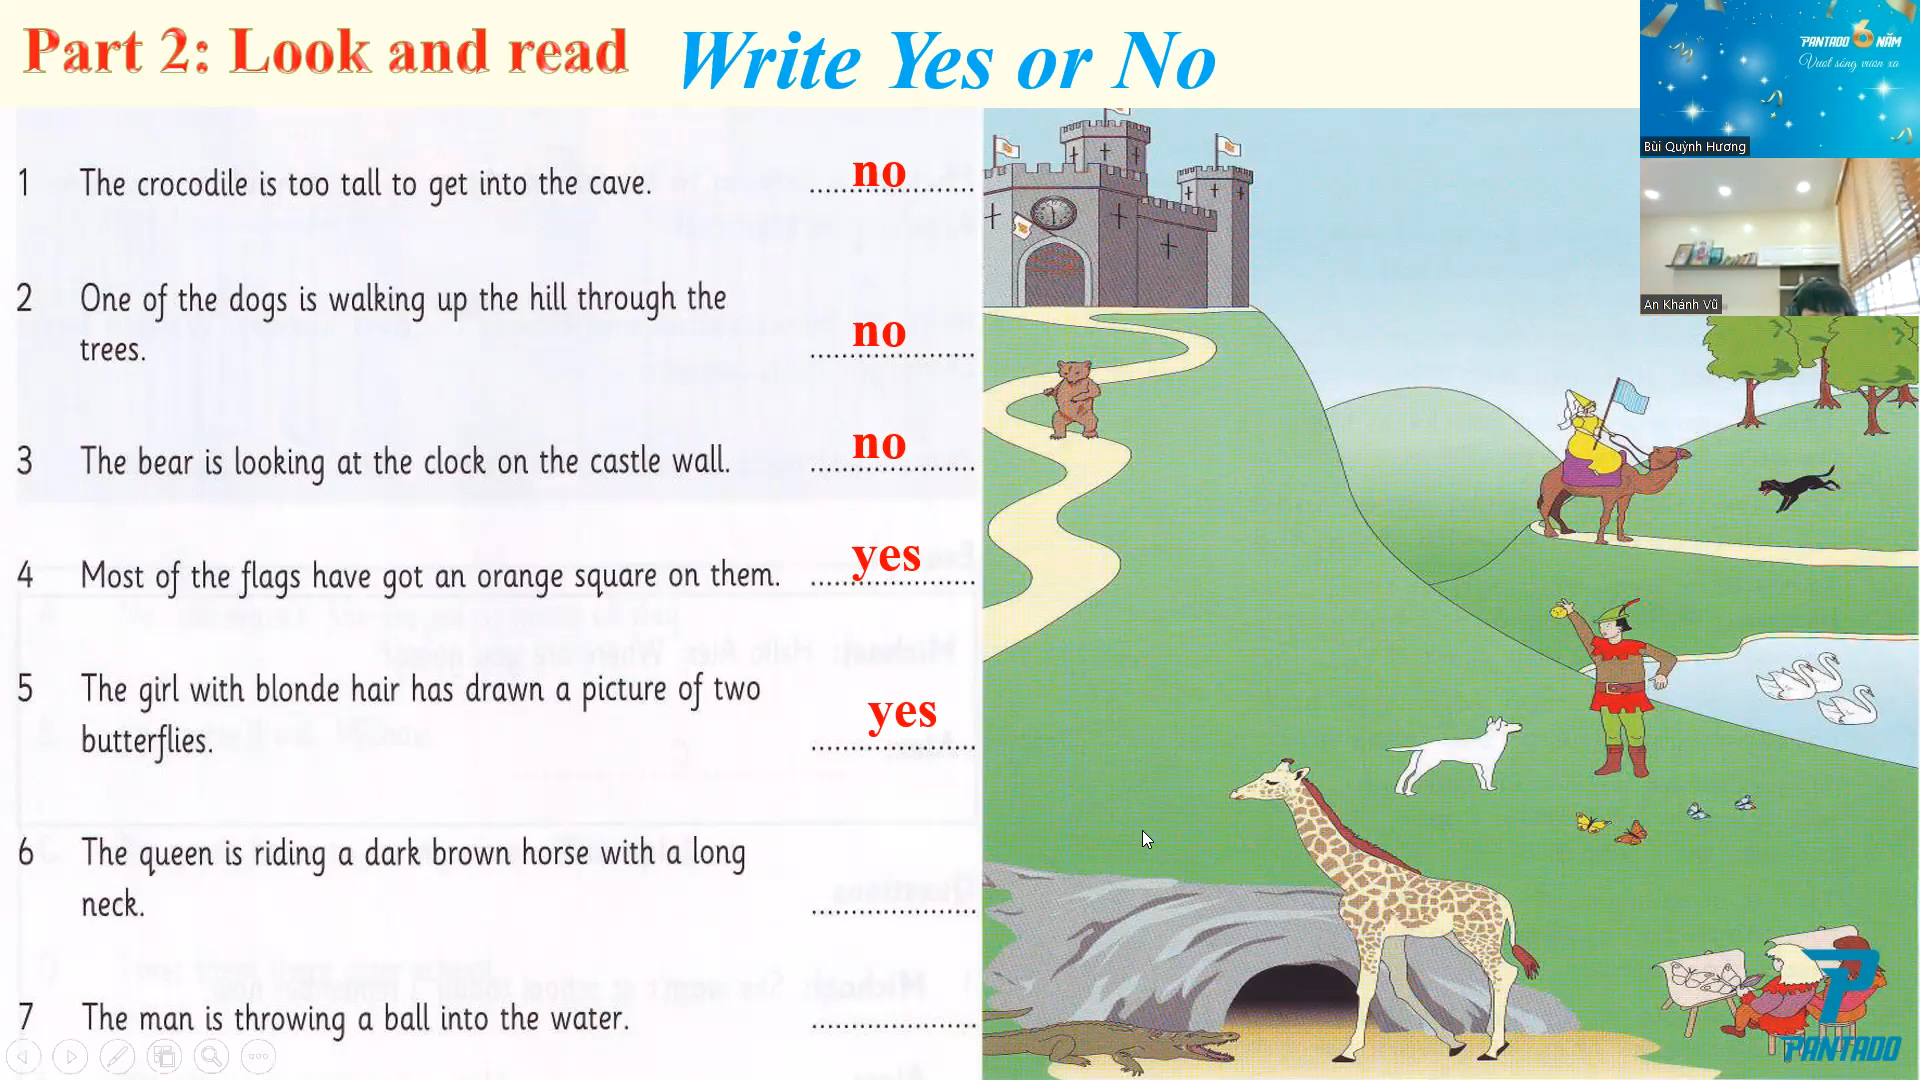 Part 2: Look and read Write Yes or No
PANTADO 6 NĂM
Vượt sóng vươn xa
Bùi Quỳnh Hương
An Khánh Vũ
1 The crocodile is too tall to get into the cave. no
2 One of the dogs is walking up the hill through the
trees. no
3 The bear is looking at the clock on the castle wall. no
4 Most of the flags have got an orange square on them. yes
5 The girl with blonde hair has drawn a picture of two
butterflies. yes
6 The queen is riding a dark brown horse with a long
neck.
7 The man is throwing a ball into the water.
PANTADO